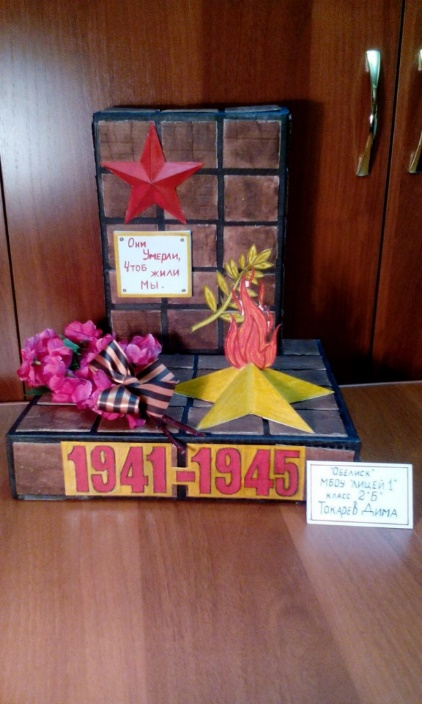 Они
Умерли,
Чтоб
жили
Мы.
1941-1945
"Обелиск"
МБОУ "Лицей 1"
класс 2"Б"
Токарев Дима